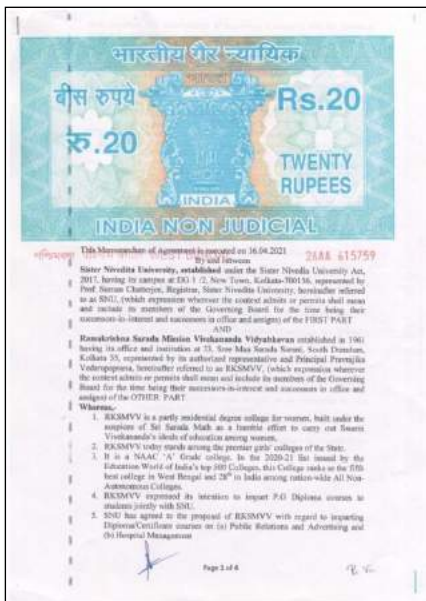 भारतीय गैर न्यायिक
बीस रुपये
Rs.20
रु.20
TWENTY
RUPEES
INDIA
INDIA NON JUDICIAL
26AB 615759
This Memorandum of Agreement is executed on 16.04.2021
By and between
Sister Nivedita University, established under the Sister Nivedita University Act,
2017, having its campus at DG 1/2, New Town, Kolkata-700156, represented by
Prof. Suman Chatterjee, Registrar, Sister Nivedita University, hereinafter referred
to as SNU, (which expression wherever the context admits or permits shall mean
and include its members of the Governing Board for the time being their
successors-in-interest and successors in office and assigns) of the FIRST PART
AND
Ramakrishna Sarada Mission Vivekananda Vidyabhavan established in 1961
having its office and institution at 33, Sree Maa Sarada Sarani, South Dumdum,
Kolkata 55, represented by its authorized representative and Principal Pravrajika
Vedarupaprana, hereinafter referred to as RKSMVV, (which expression wherever
the context admits or permits shall mean and include its members of the Governing
Board for the time being their successors-in-interest and successors in office and
assigns) of the OTHER PART
Whereas,-
1. RKSMVV is a partly residential degree college for women, built under the
auspices of Sri Sarada Math as a humble effort to carry out Swami
Vivekananda's ideals of education among women.
2. RKSMVV today stands among the premier girls' colleges of the State.
3. It is a NAAC 'A' Grade college. In the 2020-21 list issued by the
Education World of India's top 500 Colleges, this College ranks as the fifth
best college in West Bengal and 28th in India among nation-wide All Non-
Autonomous Colleges.
4. RKSMVV expressed its intention to impart P.G Diploma courses to
students jointly with SNU.
5. SNU has agreed to the proposal of RKSMVV with regard to imparting
Diploma/Certificate courses on (a) Public Relations and Advertising and
(b) Hospital Management
Page 1 of 6